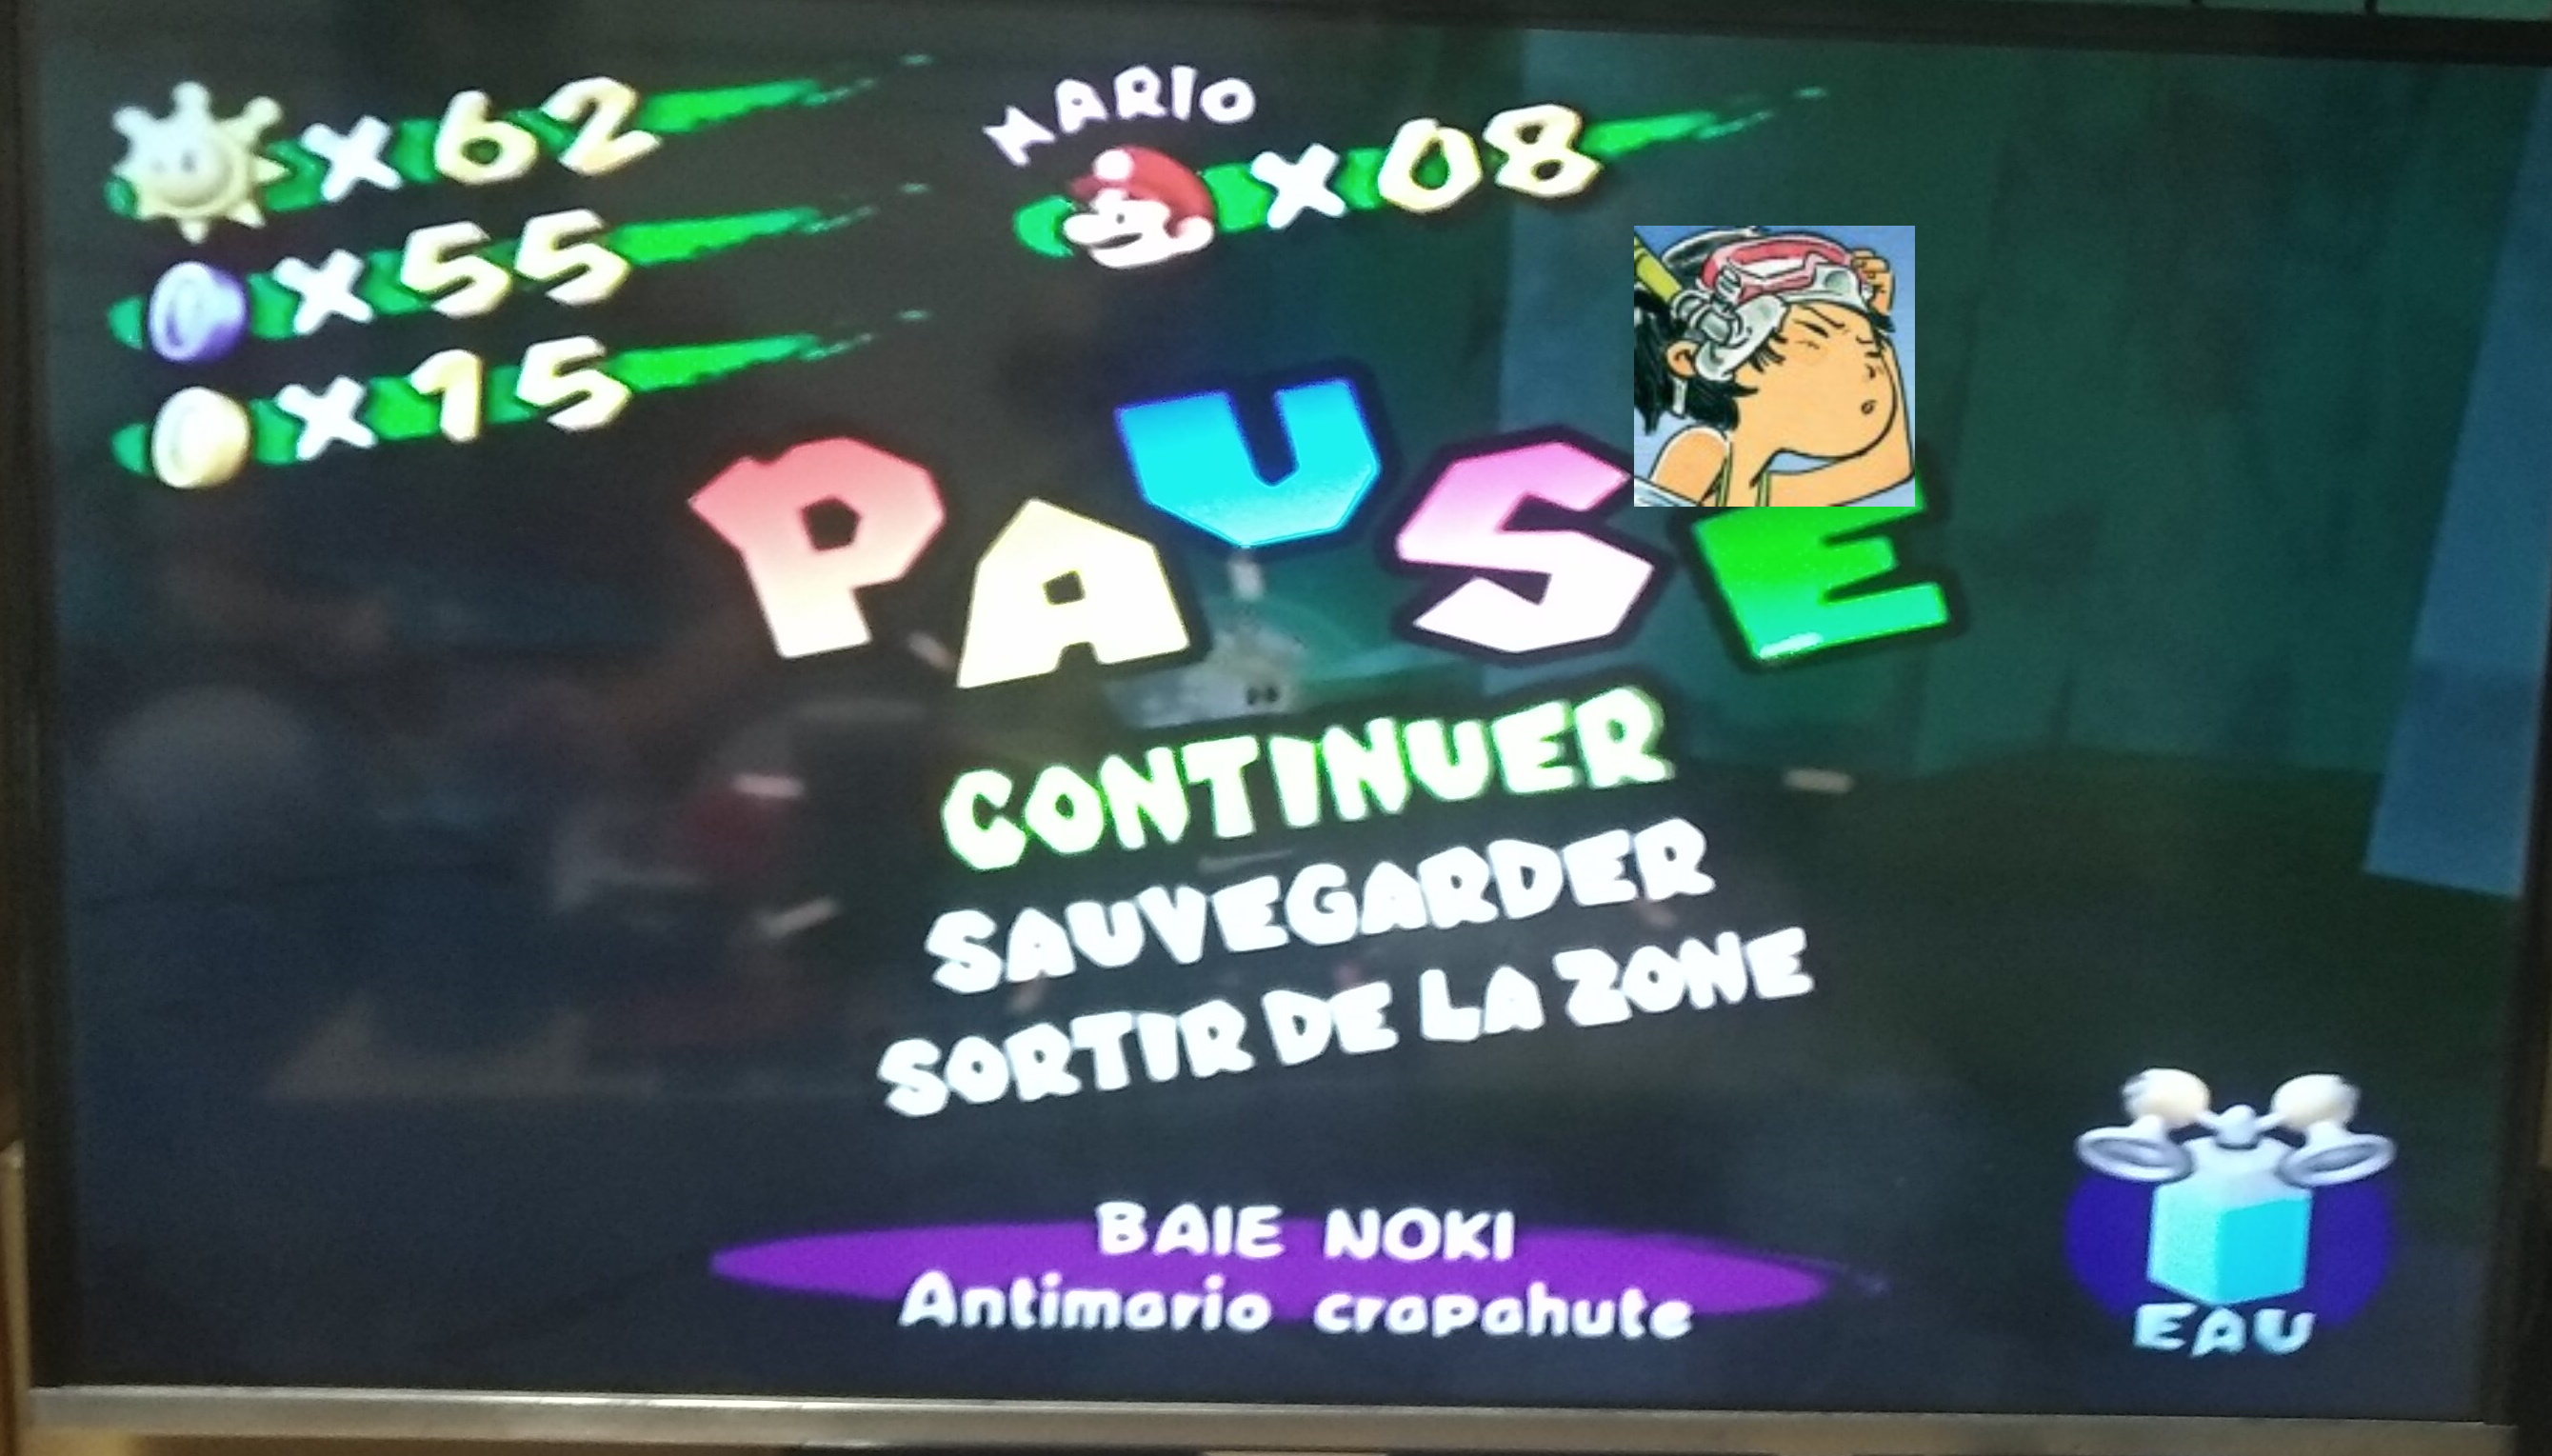 x62
MARIO
x08
x55
x15
PAUSE
CONTINUER
SAUVEGARDER
SORTIR DE LA ZONE
BAIE NOKI
Antimario crapahute
EAU